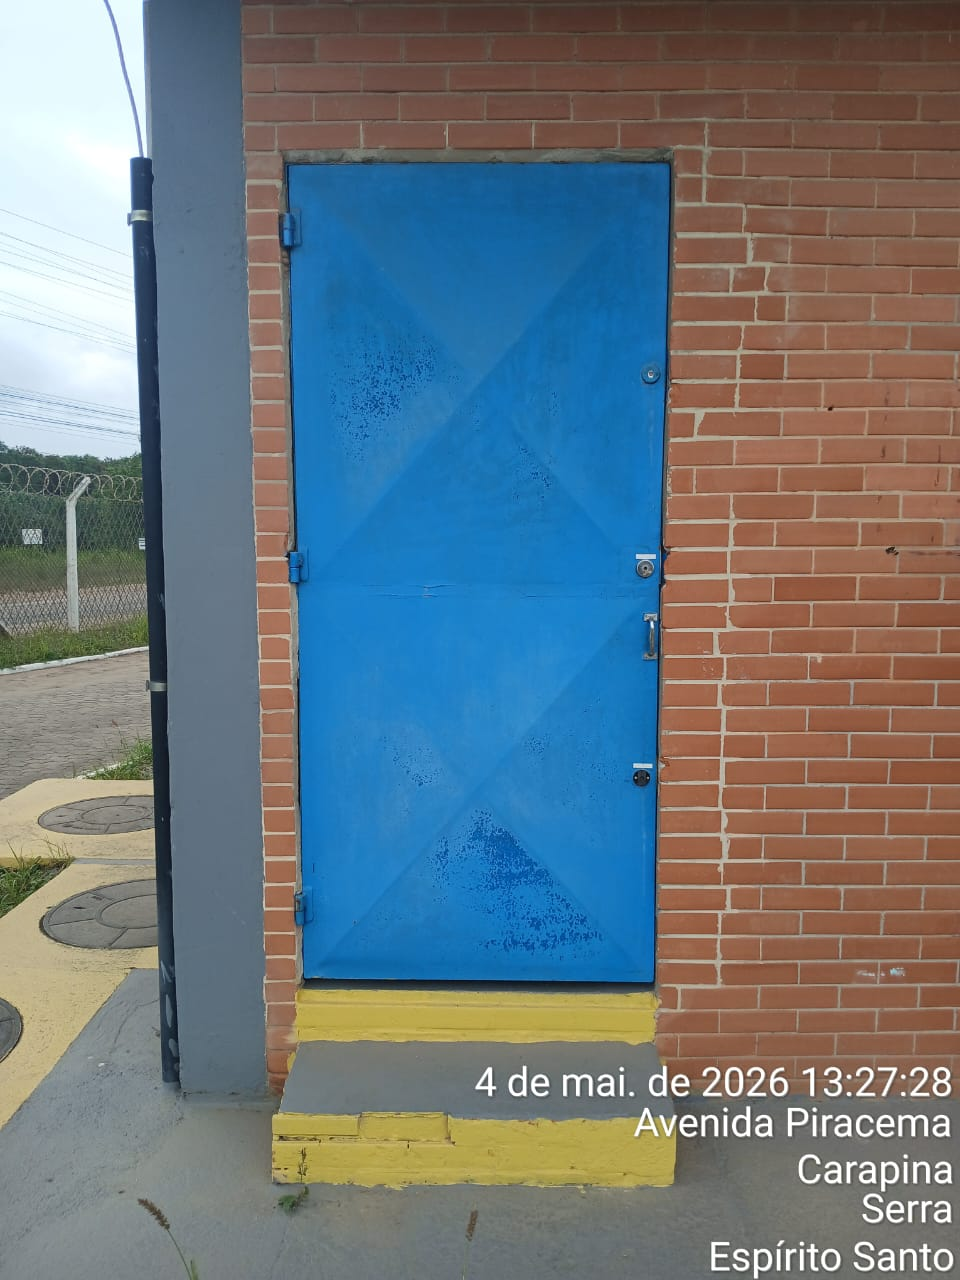 4 de mai. de 2026 13:27:28
Avenida Piracema
Carapina
Serra
Espírito Santo